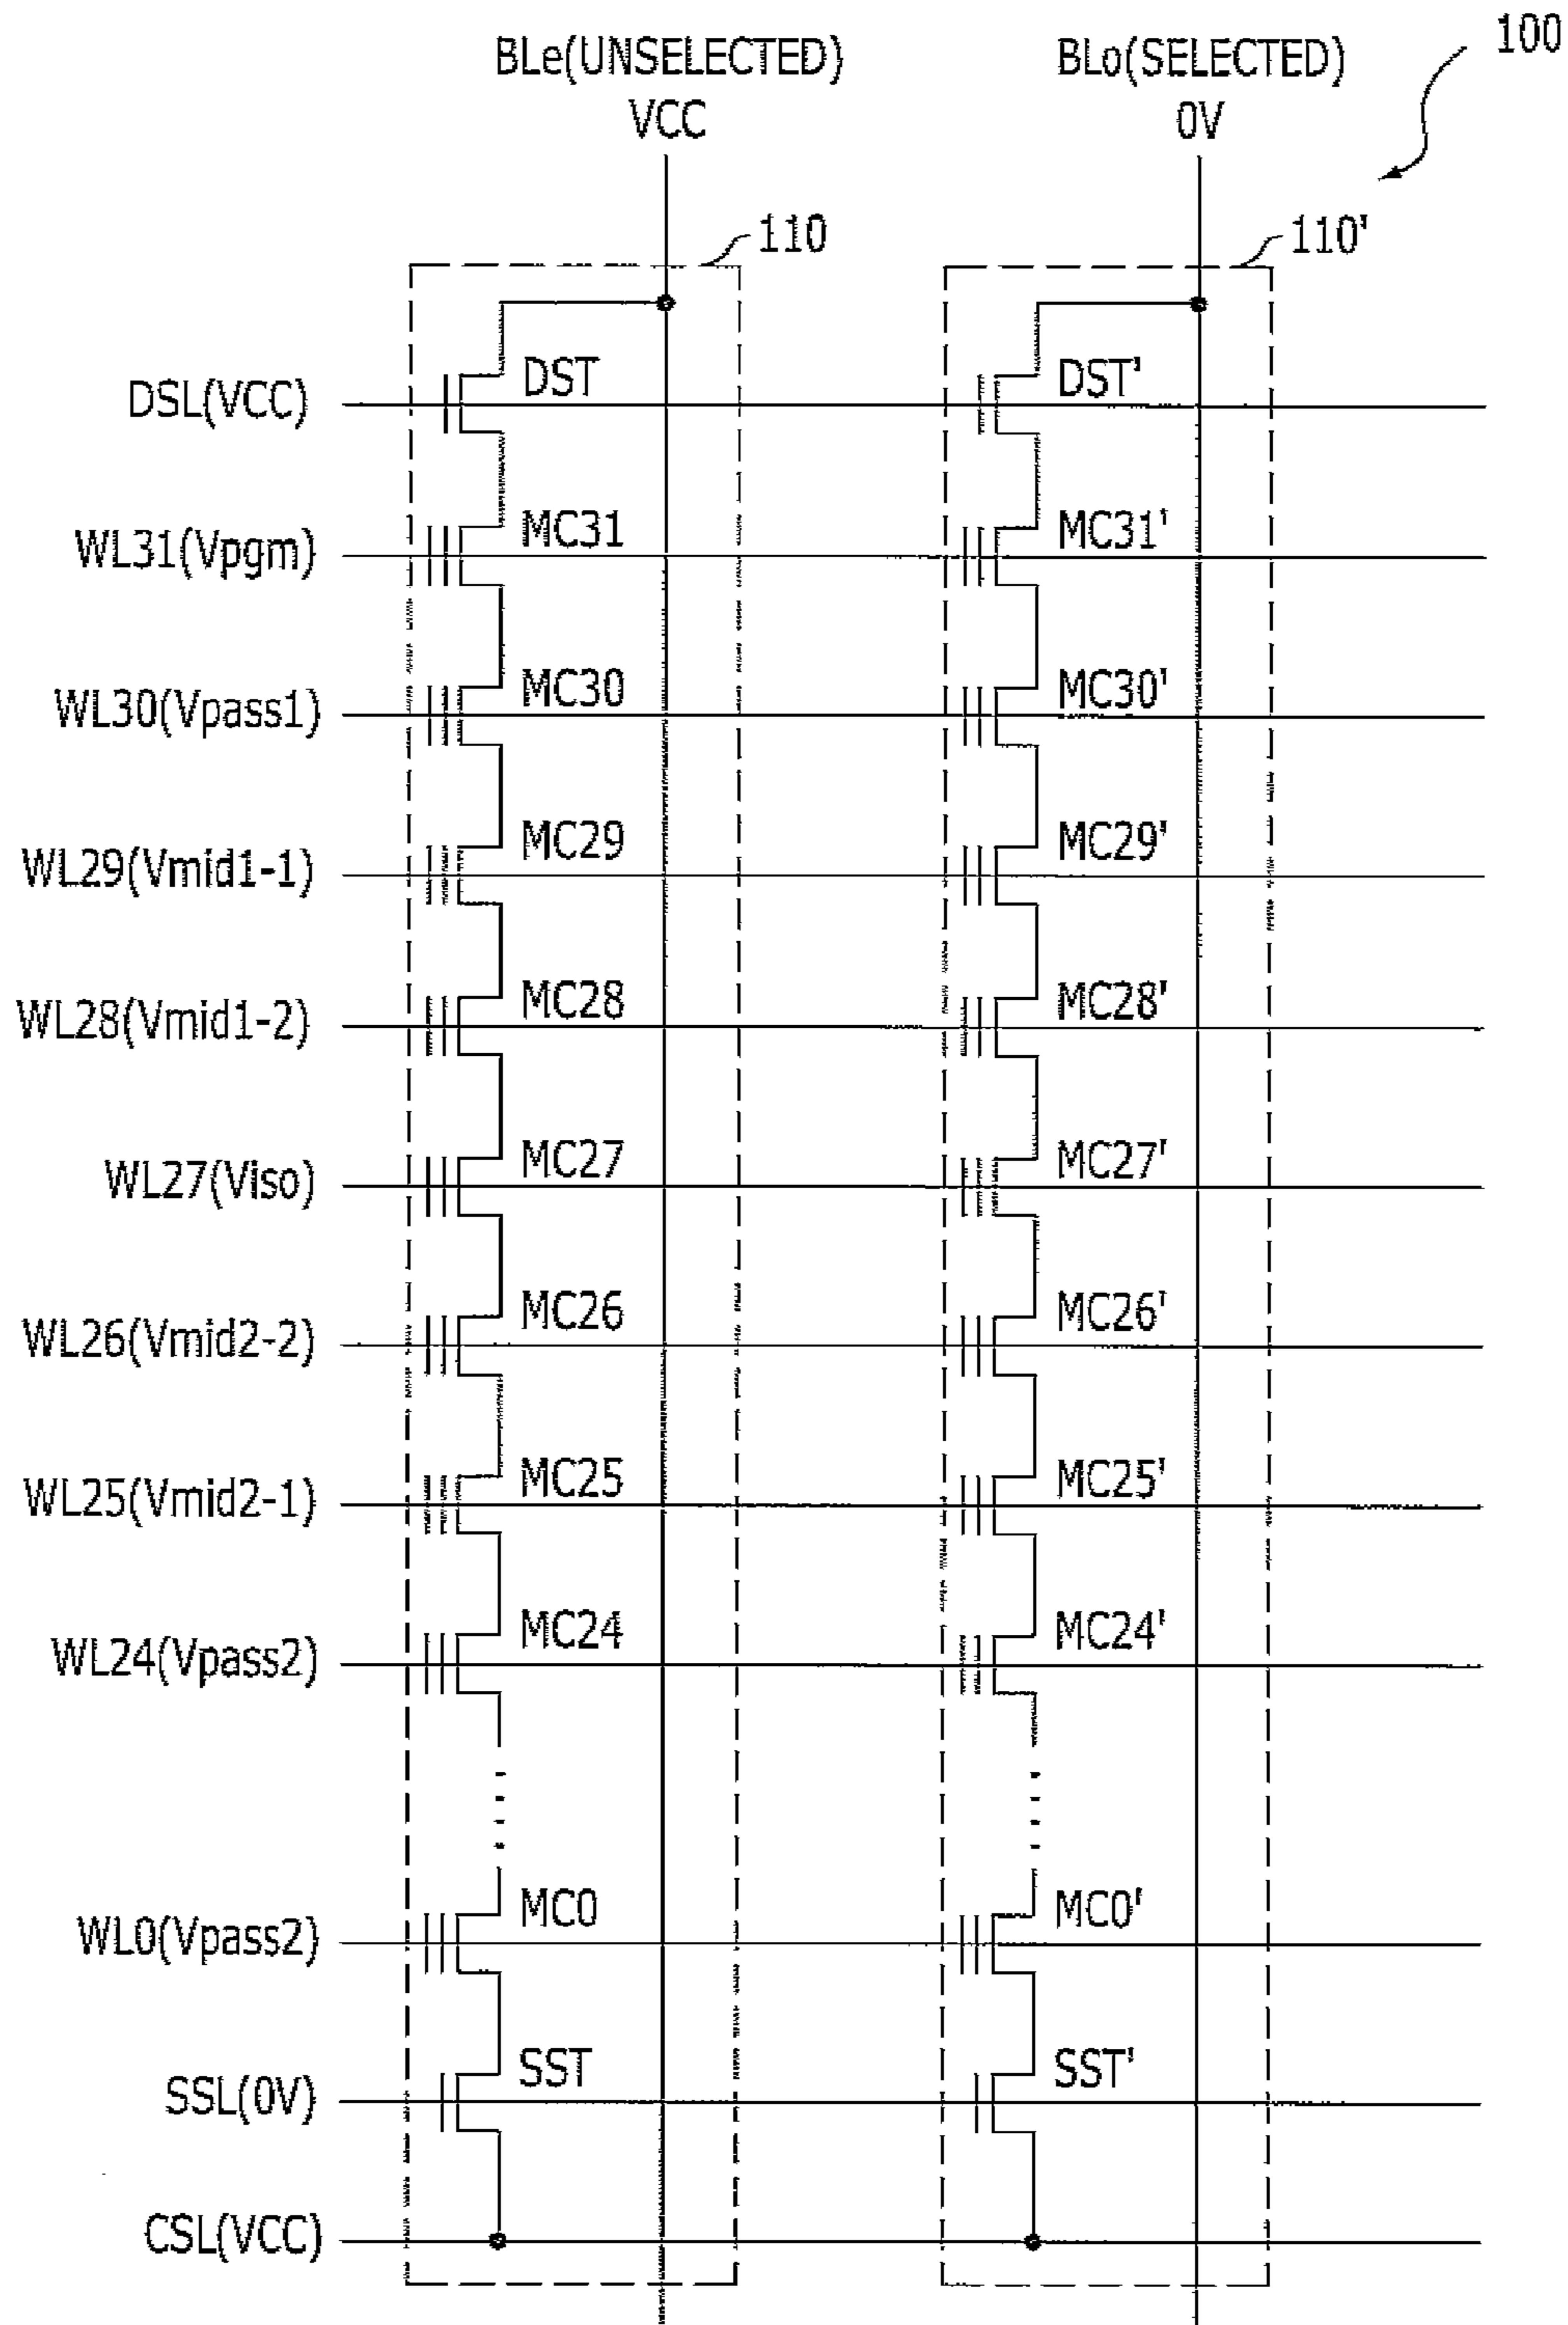 100
BLe(UNSELECTED) BLo(SELECTED)
VCC 0V
110 110'
DSL(VCC) DST DST'
WL31(Vpgm) MC31 MC31'
WL30(Vpass1) MC30 MC30'
WL29(Vmid1-1) MC29 MC29'
WL28(Vmid1-2) MC28 MC28'
WL27(Viso) MC27 MC27'
WL26(Vmid2-2) MC26 MC26'
WL25(Vmid2-1) MC25 MC25'
WL24(Vpass2) MC24 MC24'
WL0(Vpass2) MC0 MC0'
SSL(0V) SST SST'
CSL(VCC)